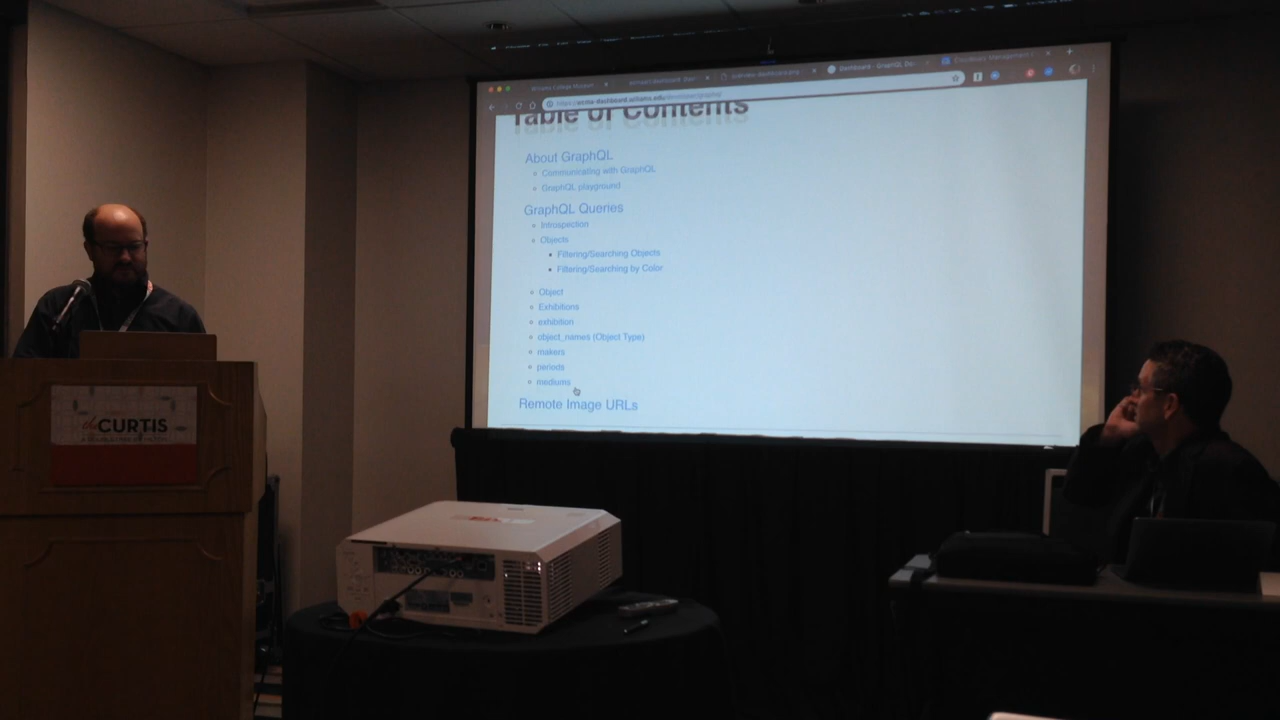 Table of Contents
About GraphQL
Communicating with GraphQL
GraphQL playground
GraphQL Queries
Introspection
Objects
Filtering/Searching Objects
Filtering/Searching by Color
Object
Exhibitions
exhibition
object_names (Object Type)
makers
periods
mediums
Remote Image URLs
the CURTIS